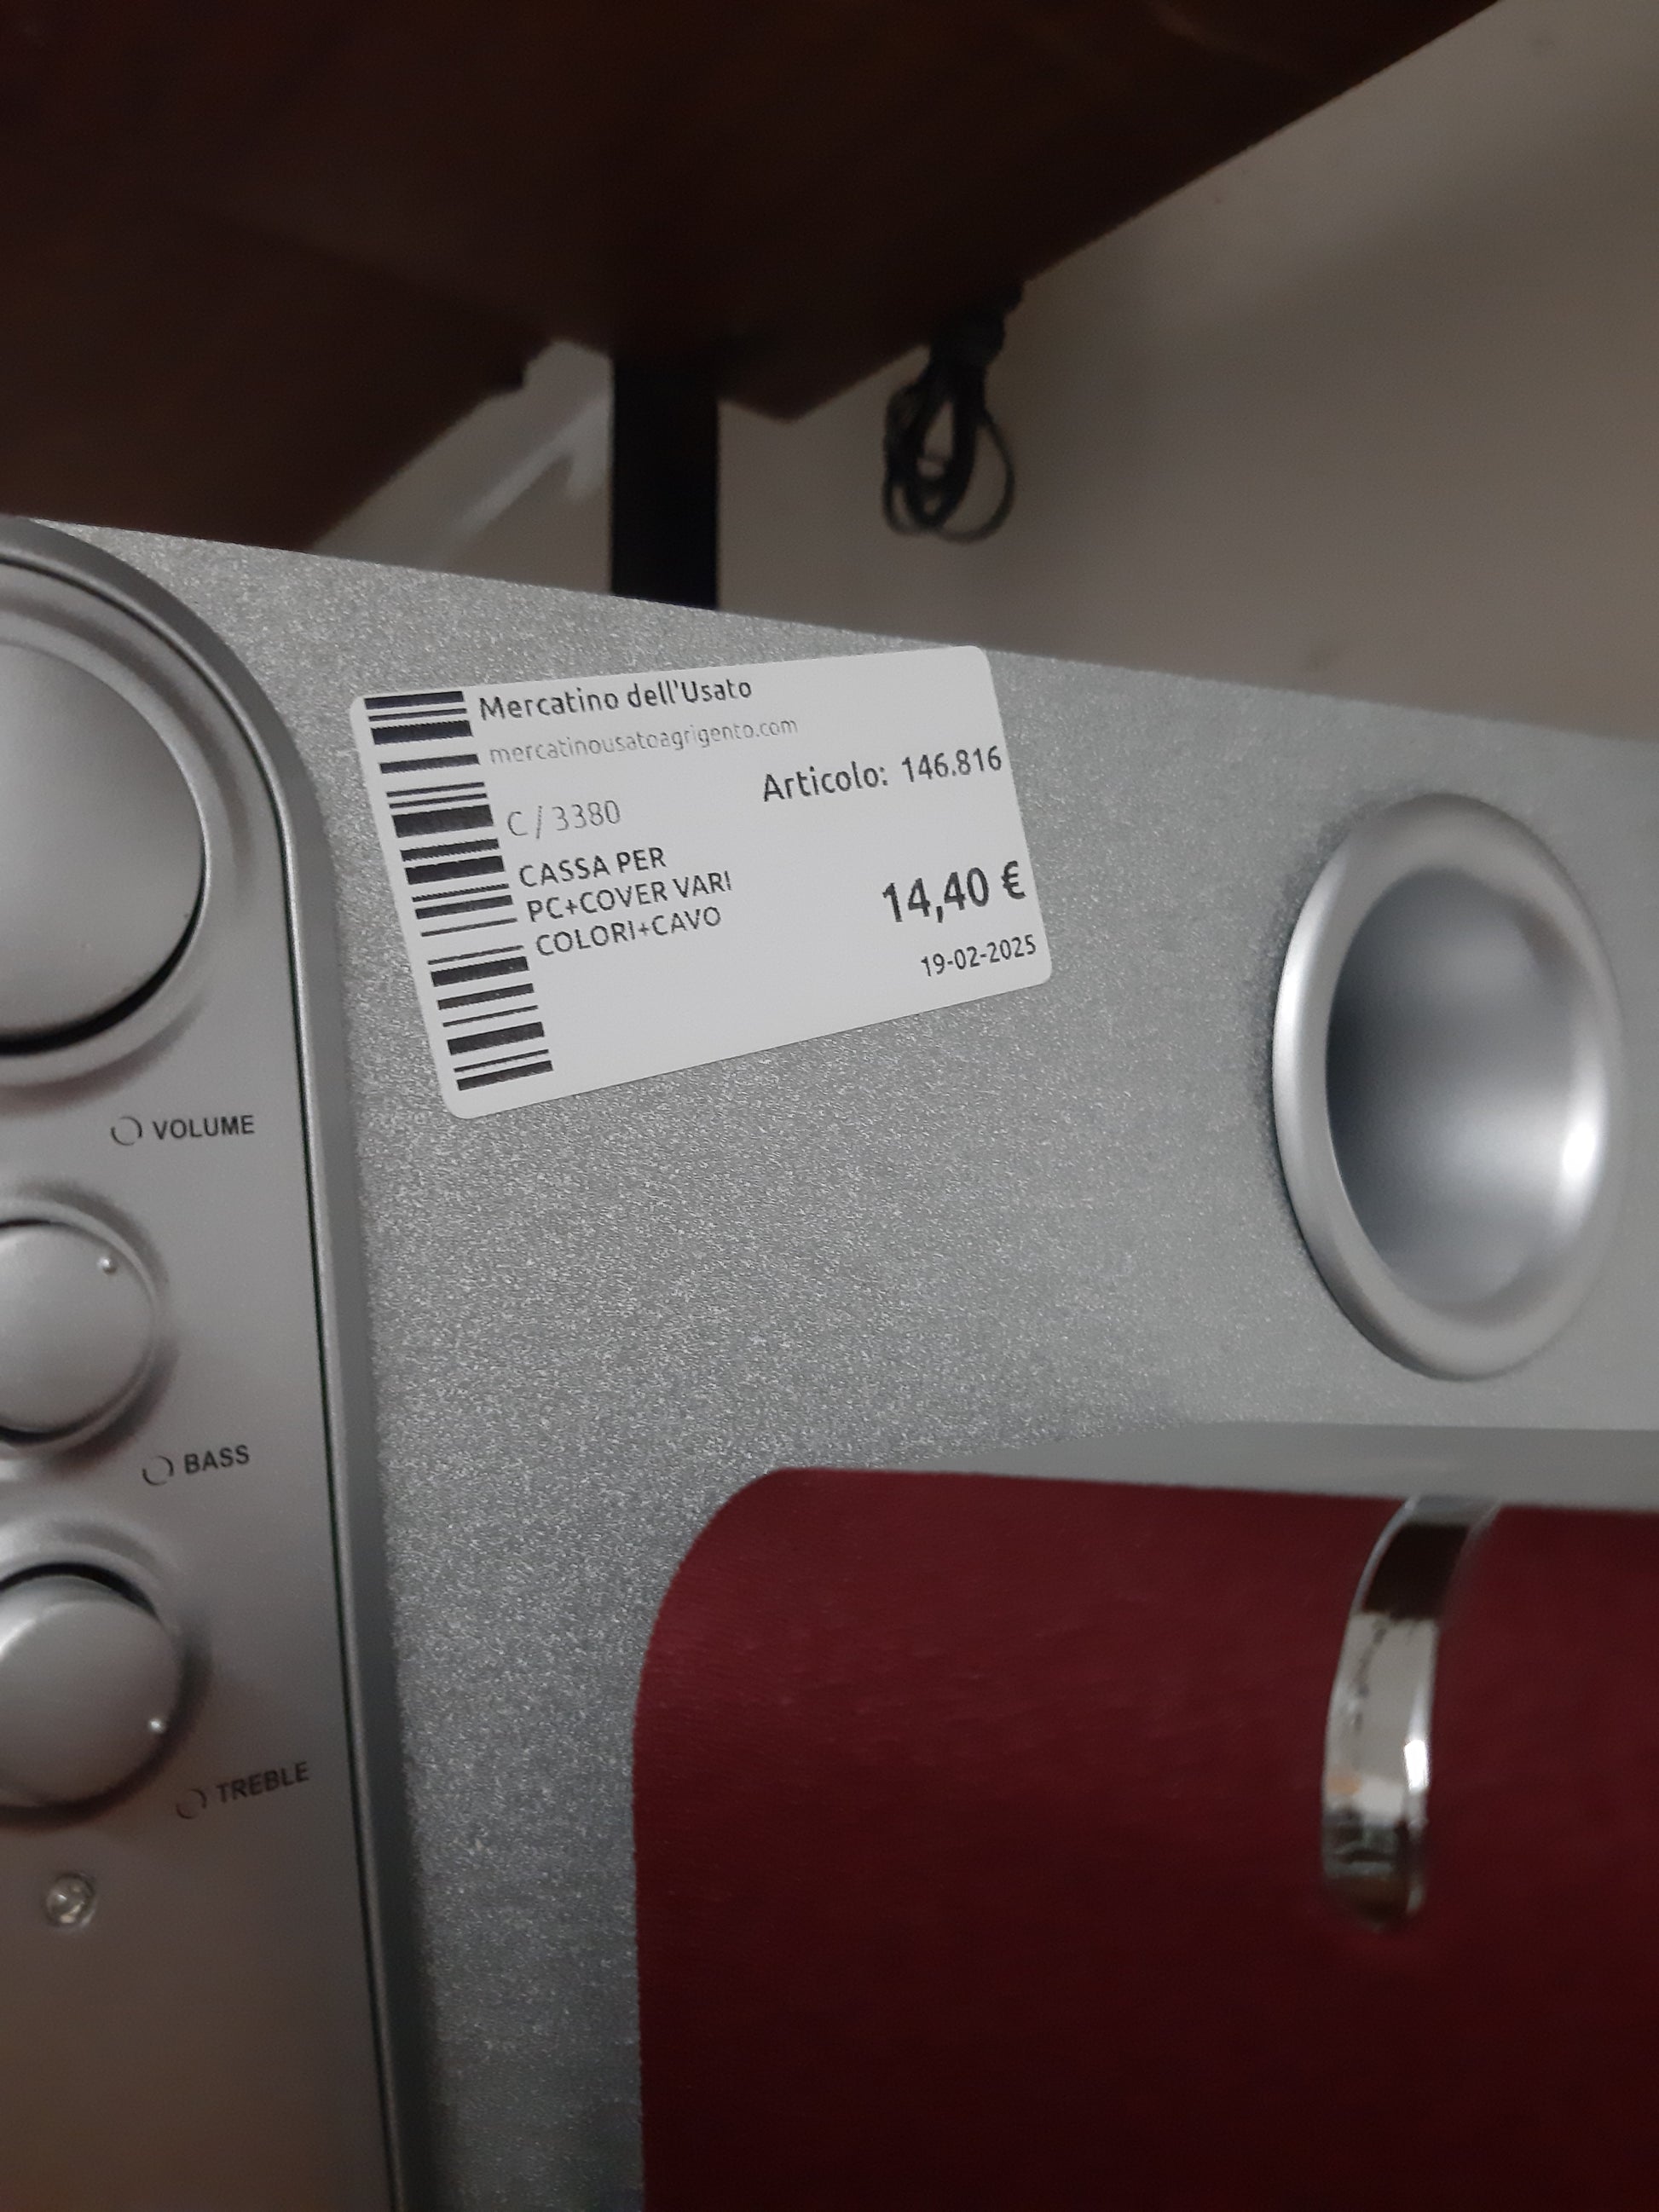 Mercatino dell'Usato
mercatinousatoagrigento.com
Articolo: 146.816
C / 3380
CASSA PER
PC+COVER VARI
COLORI+CAVO
14,40 €
19-02-2025
VOLUME
BASS
TREBLE